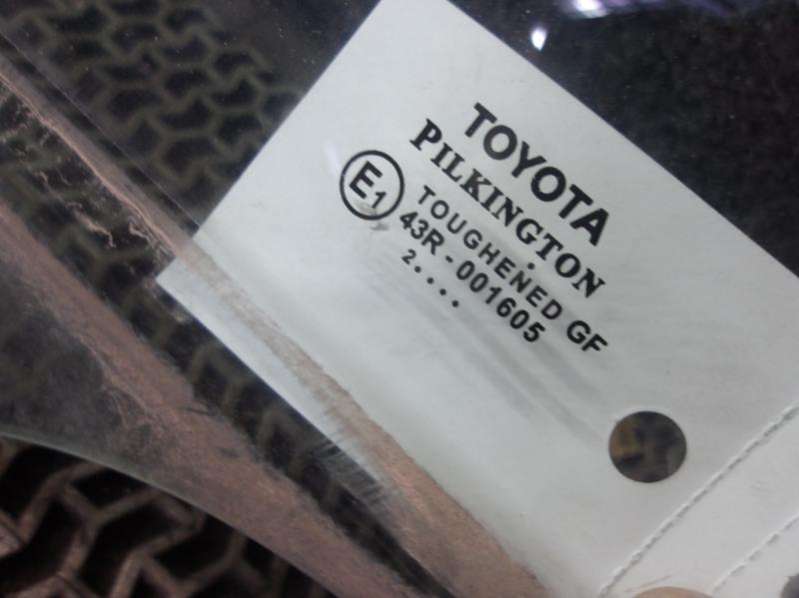 TOYOTA
PILKINGTON
E1
TOUGHENED GF
43R - 001605
2....